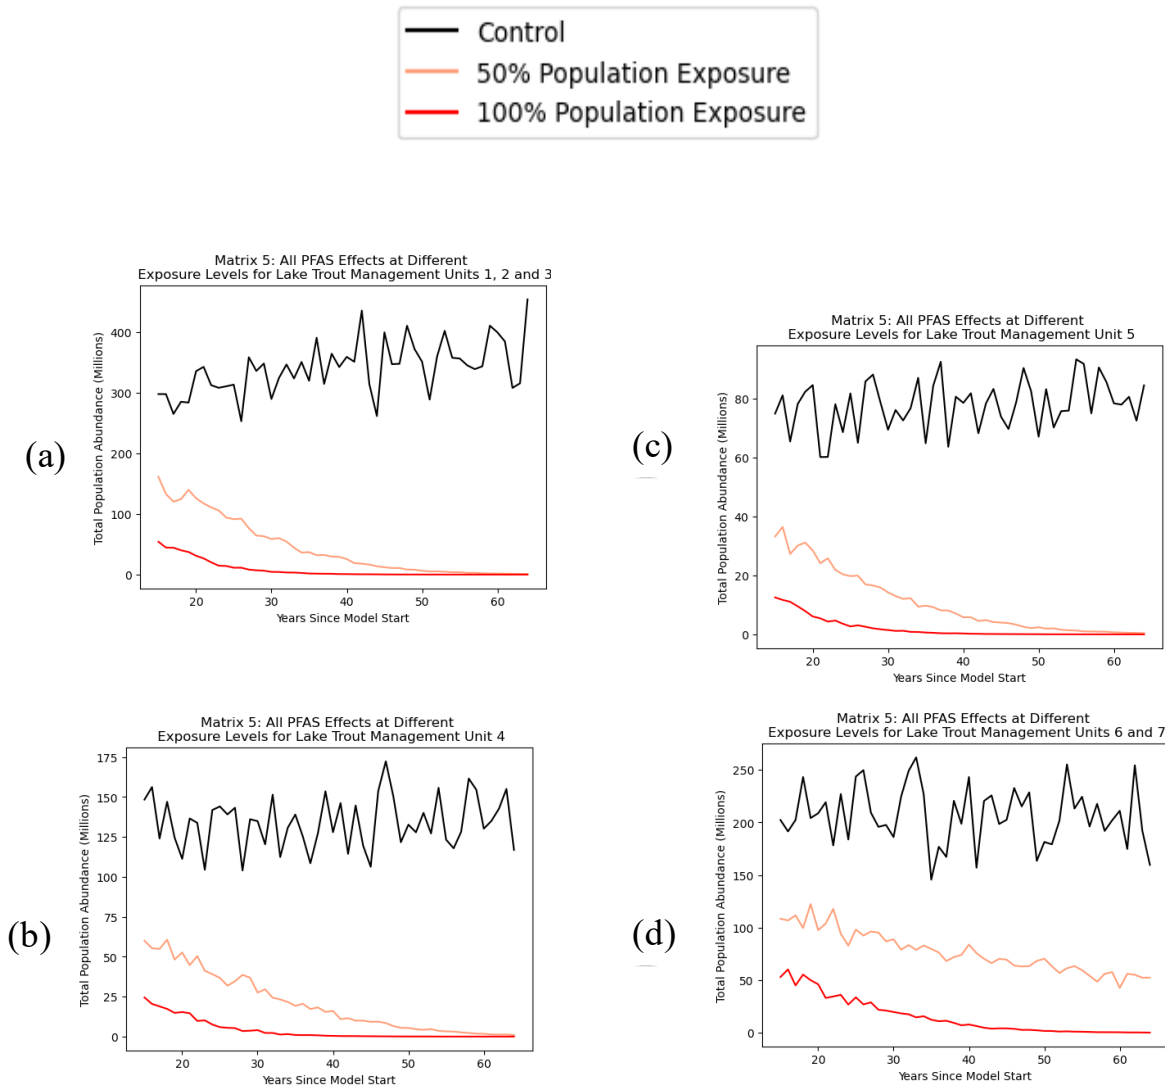 Control
50% Population Exposure
100% Population Exposure
Matrix 5: All PFAS Effects at Different
Exposure Levels for Lake Trout Management Units 1, 2 and 3
(a)
Total Population Abundance (Millions)
400
300
200
100
0
20
30
40
50
60
Years Since Model Start
Matrix 5: All PFAS Effects at Different
Exposure Levels for Lake Trout Management Unit 5
(c)
Total Population Abundance (Millions)
80
60
40
20
0
20
30
40
50
60
Years Since Model Start
Matrix 5: All PFAS Effects at Different
Exposure Levels for Lake Trout Management Unit 4
(b)
Total Population Abundance (Millions)
175
150
125
100
75
50
25
0
20
30
40
50
60
Years Since Model Start
Matrix 5: All PFAS Effects at Different
Exposure Levels for Lake Trout Management Units 6 and 7
(d)
Total Population Abundance (Millions)
250
200
150
100
50
0
20
30
40
50
60
Years Since Model Start